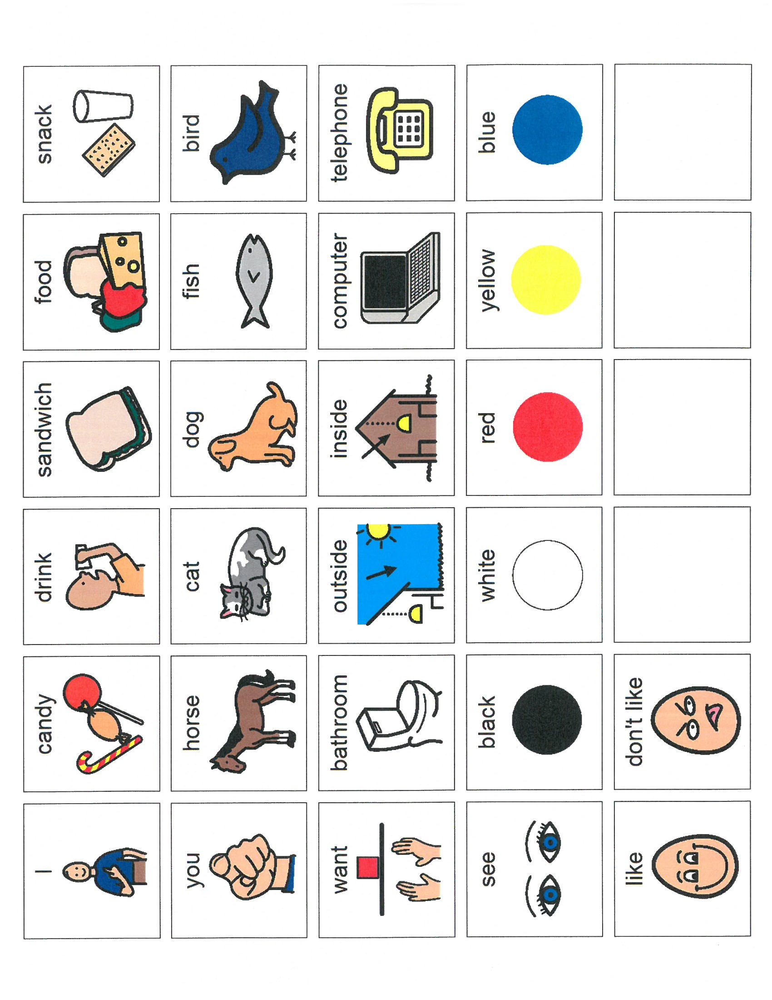 I
candy
drink
sandwich
food
snack
you
horse
cat
dog
fish
bird
want
bathroom
outside
inside
computer
telephone
see
black
white
red
yellow
blue
like
don't like